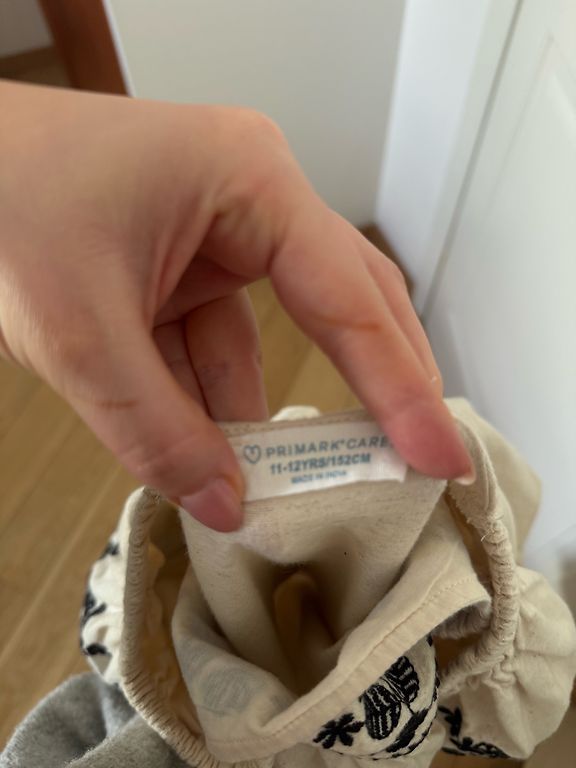 PRIMARK®CARES
11-12YRS/152CM
MADE IN INDIA